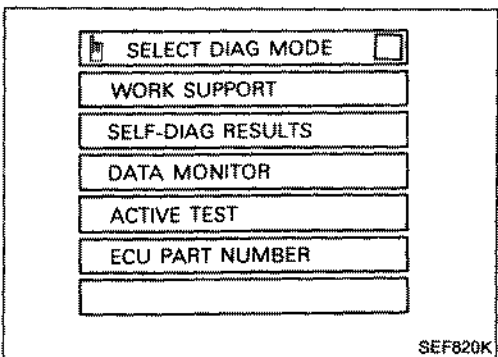 SELECT DIAG MODE
WORK SUPPORT
SELF-DIAG RESULTS
DATA MONITOR
ACTIVE TEST
ECU PART NUMBER
SEF820K